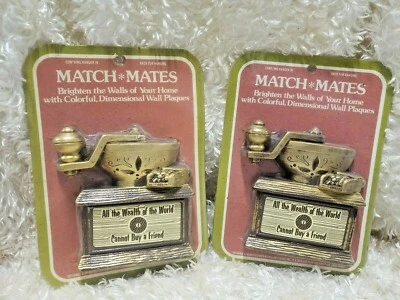 MATCH*MATES
Brighten the Walls of Your Home
with Colorful, Dimensional Wall Plaques
All the Wealth of the World
Cannot Buy a Friend
MATCH*MATES
Brighten the Walls of Your Home
with Colorful, Dimensional Wall Plaques
All the Wealth of the World
Cannot Buy a Friend